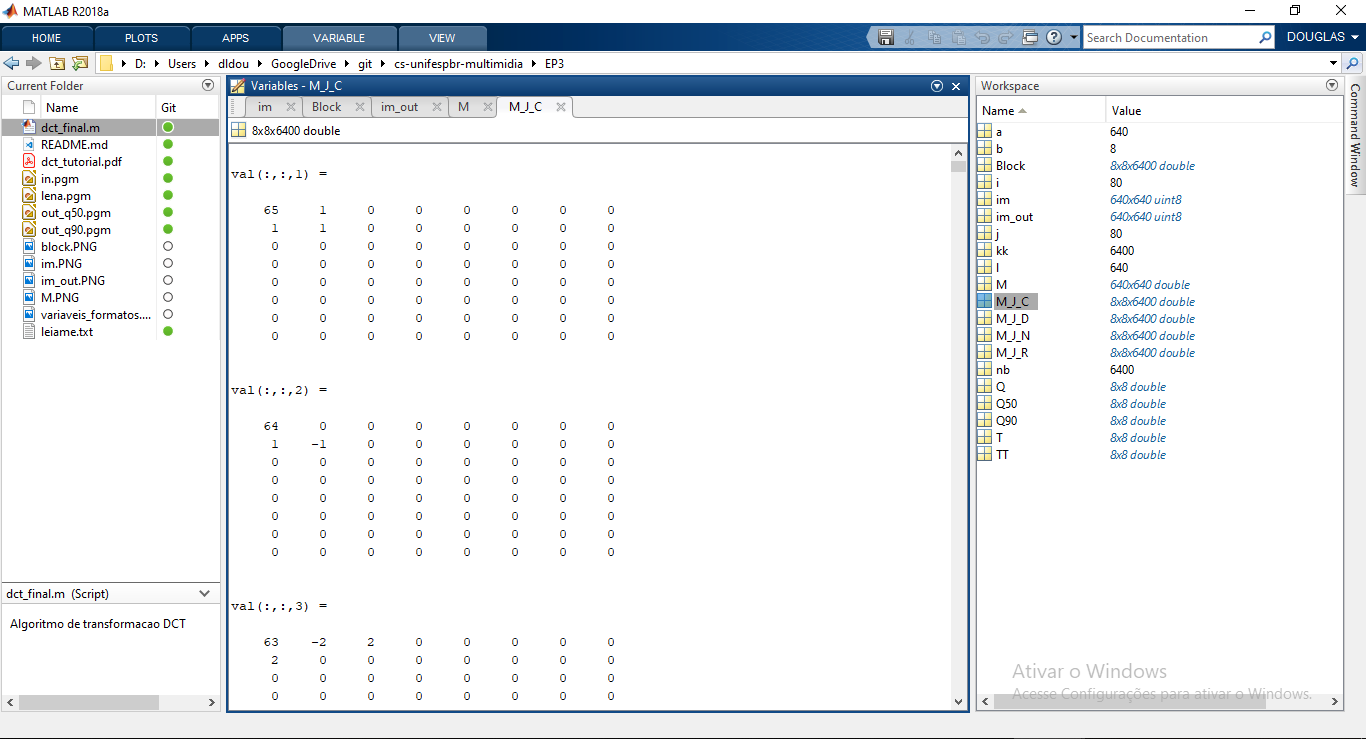 MATLAB R2018a
HOME PLOTS APPS VARIABLE VIEW Search Documentation DOUGLAS
D: Users dldou GoogleDrive git cs-unifespbr-multimidia EP3
Current Folder
Name Git
dct_final.m
README.md
dct_tutorial.pdf
in.pgm
lena.pgm
out_q50.pgm
out_q90.pgm
block.PNG
im.PNG
im_out.PNG
M.PNG
variaveis_formatos....
leiame.txt
dct_final.m (Script)
Algoritmo de transformacao DCT
Variables - M_J_C
im Block im_out M M_J_C
8x8x6400 double
val(:,:,1) =
65 1 0 0 0 0 0 0
1 1 0 0 0 0 0 0
0 0 0 0 0 0 0 0
0 0 0 0 0 0 0 0
0 0 0 0 0 0 0 0
0 0 0 0 0 0 0 0
0 0 0 0 0 0 0 0
0 0 0 0 0 0 0 0
val(:,:,2) =
64 0 0 0 0 0 0 0
1 -1 0 0 0 0 0 0
0 0 0 0 0 0 0 0
0 0 0 0 0 0 0 0
0 0 0 0 0 0 0 0
0 0 0 0 0 0 0 0
0 0 0 0 0 0 0 0
0 0 0 0 0 0 0 0
val(:,:,3) =
63 -2 2 0 0 0 0 0
2 0 0 0 0 0 0 0
0 0 0 0 0 0 0 0
0 0 0 0 0 0 0 0
Workspace
Name Value
a 640
b 8
Block 8x8x6400 double
i 80
im 640x640 uint8
im_out 640x640 uint8
j 80
kk 6400
l 640
M 640x640 double
M_J_C 8x8x6400 double
M_J_D 8x8x6400 double
M_J_N 8x8x6400 double
M_J_R 8x8x6400 double
nb 6400
Q 8x8 double
Q50 8x8 double
Q90 8x8 double
T 8x8 double
TT 8x8 double
Ativar o Windows
Acesse Configurações para ativar o Windows.
Command Window